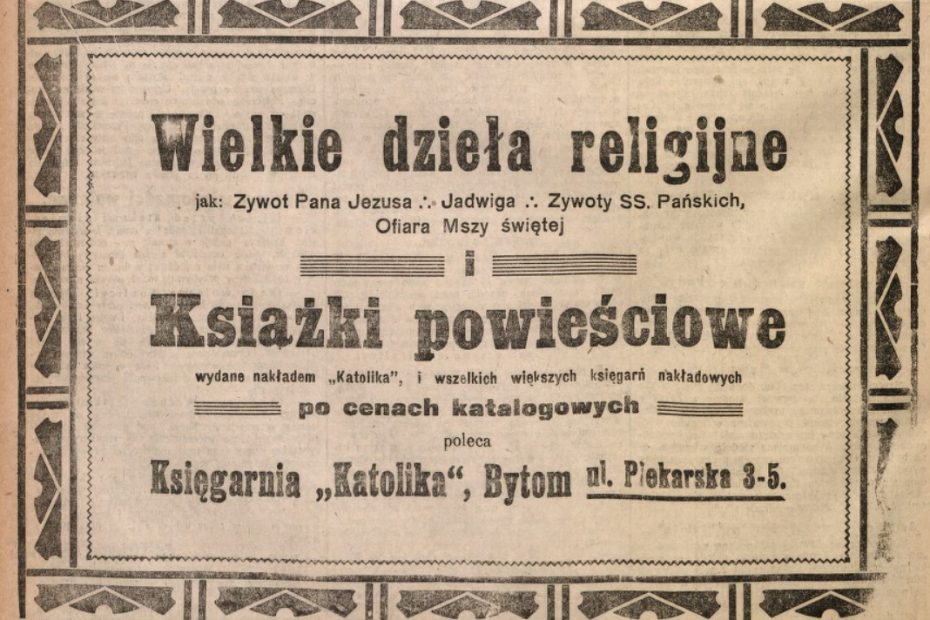 Wielkie dzieła religijne
jak: Zywot Pana Jezusa ∴ Jadwiga ∴ Zywoty SS. Pańskich,
Ofiara Mszy świętej
i
Książki powieściowe
wydane nakładem „Katolika”, i wszelkich większych księgarń nakładowych
po cenach katalogowych
poleca
Księgarnia „Katolika“, Bytom ul. Piekarska 3-5.